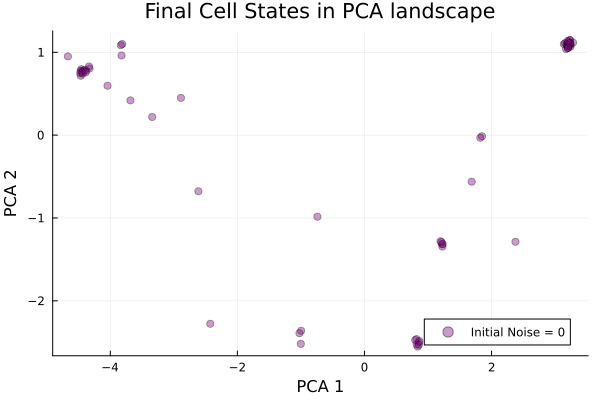 Final Cell States in PCA landscape
PCA 2
1
0
−1
−2
Initial Noise = 0
−4
−2
0
2
PCA 1